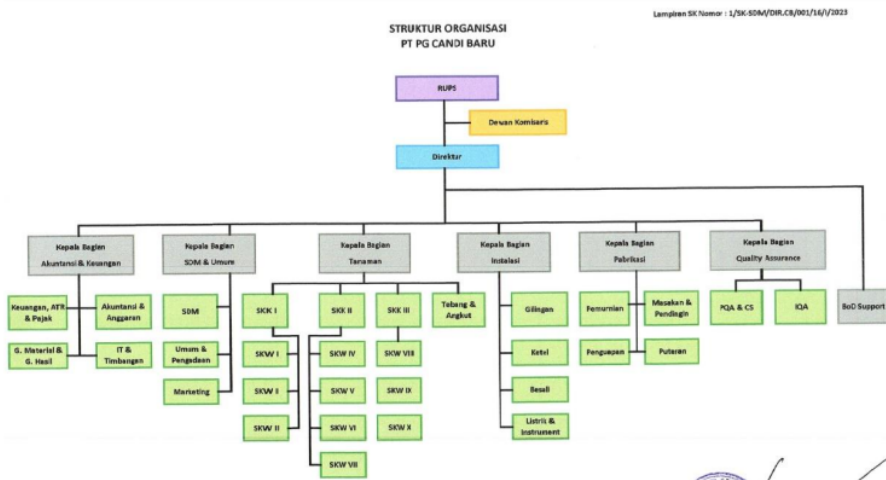 Lampiran SK Nomor : 1/SK-SDM/DIR.CB/001/16/I/2023
STRUKTUR ORGANISASI
PT PG CANDI BARU
RUPS
Dewan Komisaris
Direktur
Kepala Bagian
Akuntansi & Keuangan
Kepala Bagian
SDM & Umum
Kepala Bagian
Tanaman
Kepala Bagian
Instalasi
Kepala Bagian
Pabrikasi
Kepala Bagian
Quality Assurance
BoD Support
Keuangan, ATR
& Pajak
Akuntansi &
Anggaran
G. Material &
G. Hasil
IT &
Timbangan
SDM
Umum &
Pengadaan
Marketing
SKK I
SKK II
SKK III
Tebang &
Angkut
SKW I
SKW IV
SKW VIII
SKW II
SKW V
SKW IX
SKW II
SKW VI
SKW X
SKW VII
Gilingan
Ketel
Besali
Listrik &
Instrument
Pemurnian
Masakan &
Pendingin
Penguapan
Puteran
PQA & CS
IQA